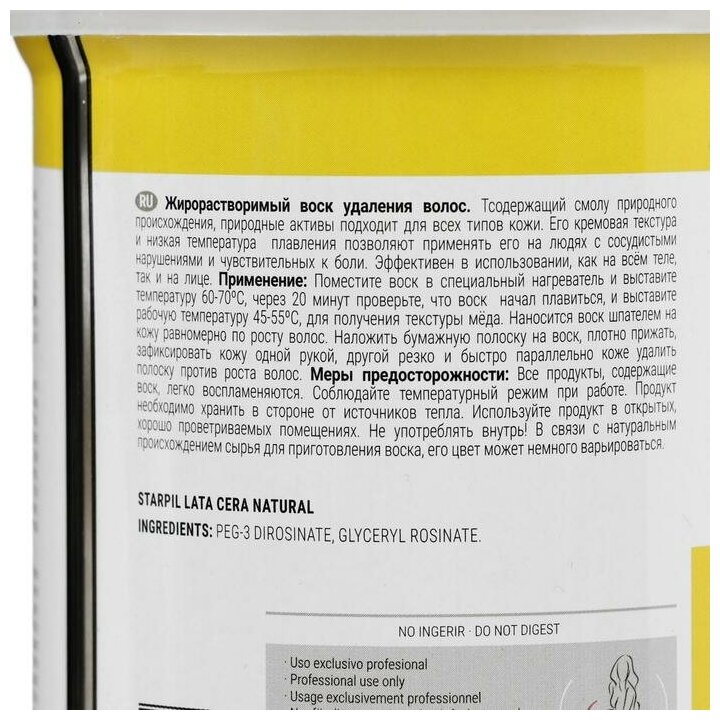 RU Жирорастворимый воск удаления волос. Тсодержащий смолу природного
происхождения, природные активы подходит для всех типов кожи. Его кремовая текстура
и низкая температура плавления позволяют применять его на людях с сосудистыми
нарушениями и чувствительных к боли. Эффективен в использовании, как на всём теле,
так и на лице. Применение: Поместите воск в специальный нагреватель и выставите
температуру 60-70ºС, через 20 минут проверьте, что воск начал плавиться, и выставите
рабочую температуру 45-55ºС, для получения текстуры мёда. Наносится воск шпателем на
кожу равномерно по росту волос. Наложить бумажную полоску на воск, плотно прижать,
зафиксировать кожу одной рукой, другой резко и быстро параллельно коже удалить
полоску против роста волос. Меры предосторожности: Все продукты, содержащие
воск, легко воспламеняются. Соблюдайте температурный режим при работе. Продукт
необходимо хранить в стороне от источников тепла. Используйте продукт в открытых,
хорошо проветриваемых помещениях. Не употреблять внутрь! В связи с натуральным
происхождением сырья для приготовления воска, его цвет может немного варьироваться.
STARPIL LATA CERA NATURAL
INGREDIENTS: PEG-3 DIROSINATE, GLYCERYL ROSINATE.
NO INGERIR · DO NOT DIGEST
· Uso exclusivo profesional
· Professional use only
· Usage exclusivement professionnel